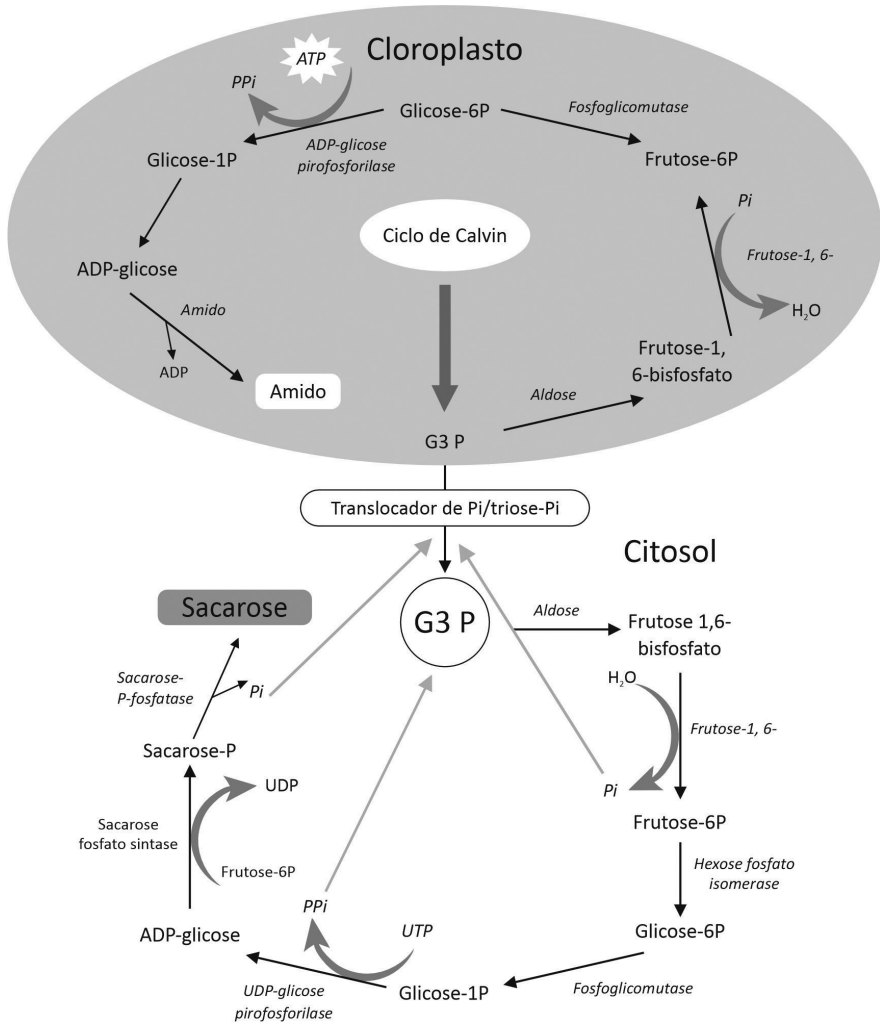 Cloroplasto
ATP
PPi
Glicose-6P
Fosfoglicomutase
ADP-glicose
pirofosforilase
Glicose-1P
Frutose-6P
Pi
Ciclo de Calvin
Frutose-1, 6-
ADP-glicose
H₂O
Amido
Frutose-1,
6-bisfosfato
ADP
Amido
Aldose
G3 P
Translocador de Pi/triose-Pi
Citosol
Sacarose
G3 P
Aldose
Frutose 1,6-
bisfosfato
Sacarose-
P-fosfatase
Pi
H₂O
Frutose-1, 6-
Sacarose-P
UDP
Pi
Frutose-6P
Sacarose
fosfato sintase
Frutose-6P
Hexose fosfato
isomerase
PPi
UTP
ADP-glicose
Glicose-6P
UDP-glicose
pirofosforilase
Glicose-1P
Fosfoglicomutase